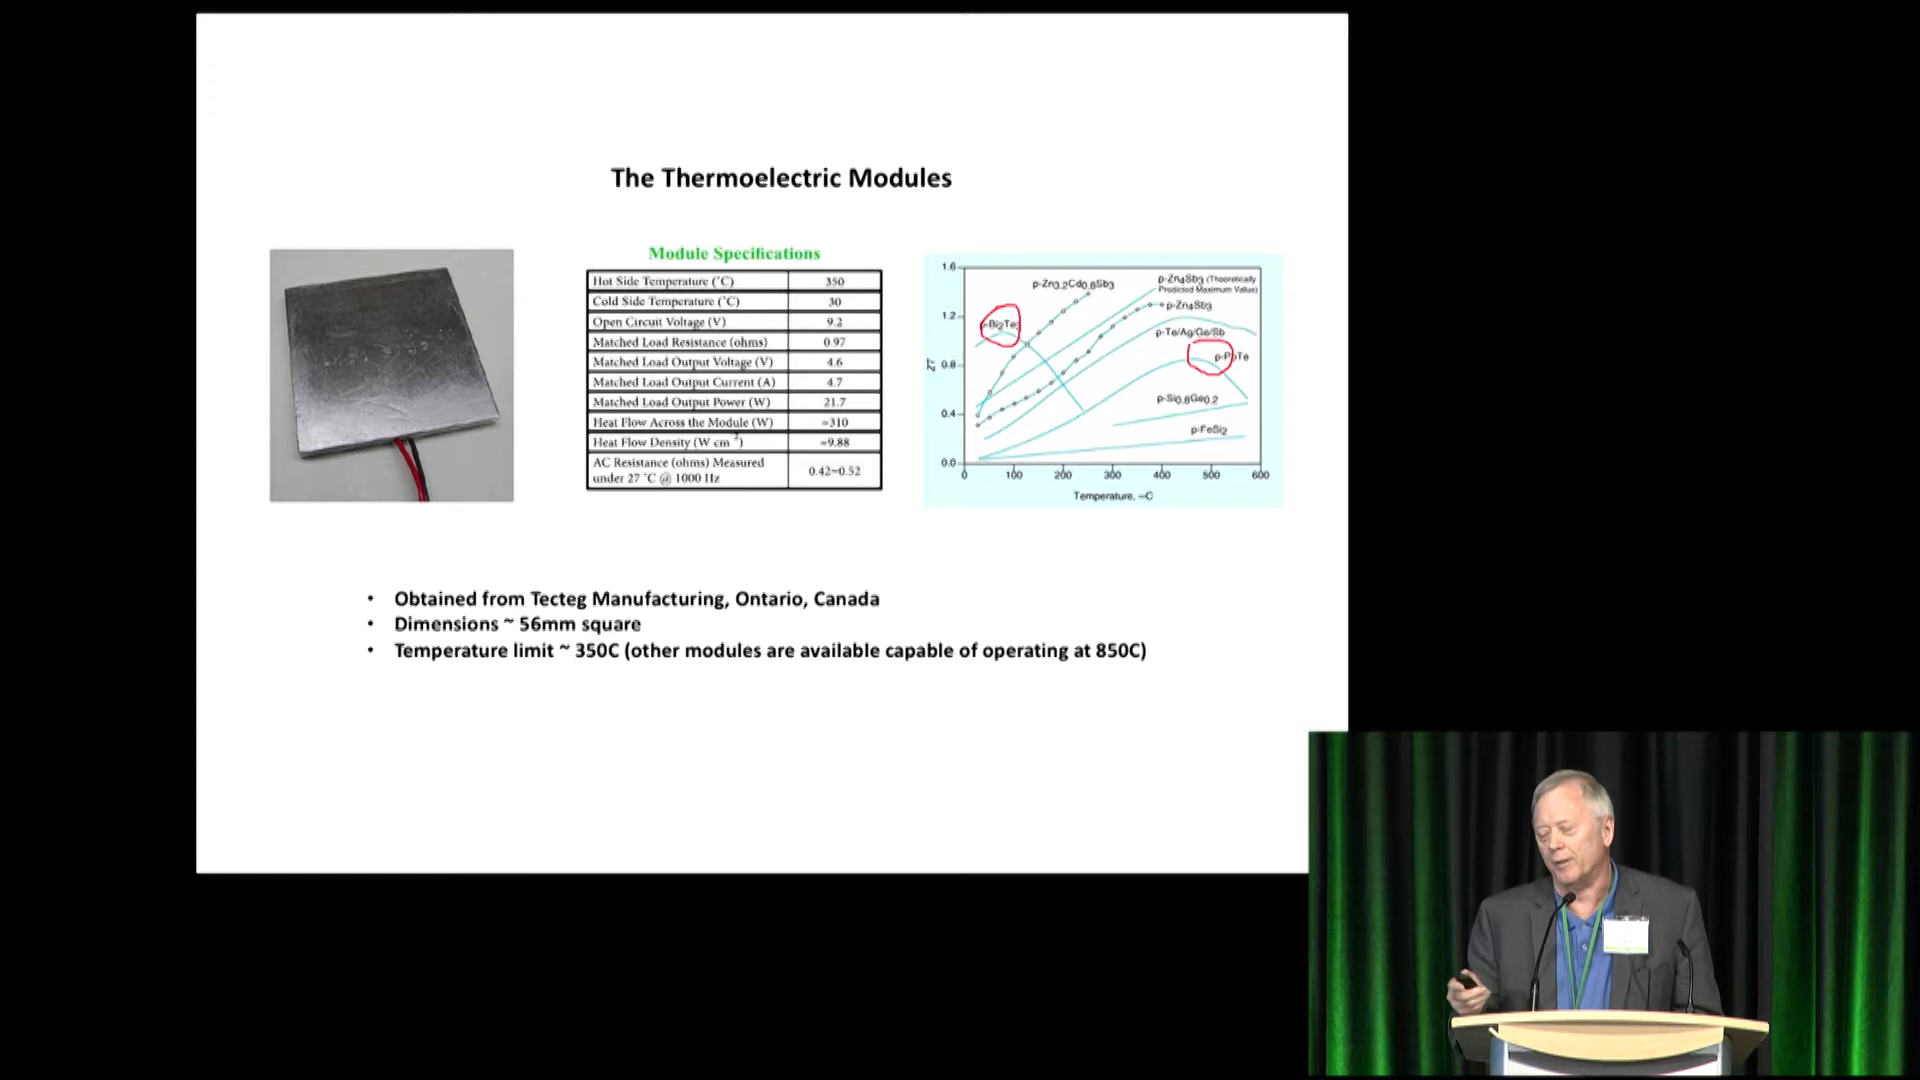 The Thermoelectric Modules
Module Specifications
Hot Side Temperature (˚C) 350
Cold Side Temperature (˚C) 30
Open Circuit Voltage (V) 9.2
Matched Load Resistance (ohms) 0.97
Matched Load Output Voltage (V) 4.6
Matched Load Output Current (A) 4.7
Matched Load Output Power (W) 21.7
Heat Flow Across the Module (W) ≈310
Heat Flow Density (W cm⁻²) ≈9.88
AC Resistance (ohms) Measured
under 27 ˚C @ 1000 Hz 0.42~0.52
1.6
1.2
0.8
0.4
0.0
ZT
p-Zn3.2Cd0.8Sb3
p-Zn4Sb3 (Theoretically
Predicted Maximum Value)
p-Zn4Sb3
p-Bi2Te3
p-Te/Ag/Ge/Sb
p-PbTe
p-Si0.8Ge0.2
p-FeSi2
0 100 200 300 400 500 600
Temperature, ∞C
• Obtained from Tecteg Manufacturing, Ontario, Canada
• Dimensions ~ 56mm square
• Temperature limit ~ 350C (other modules are available capable of operating at 850C)